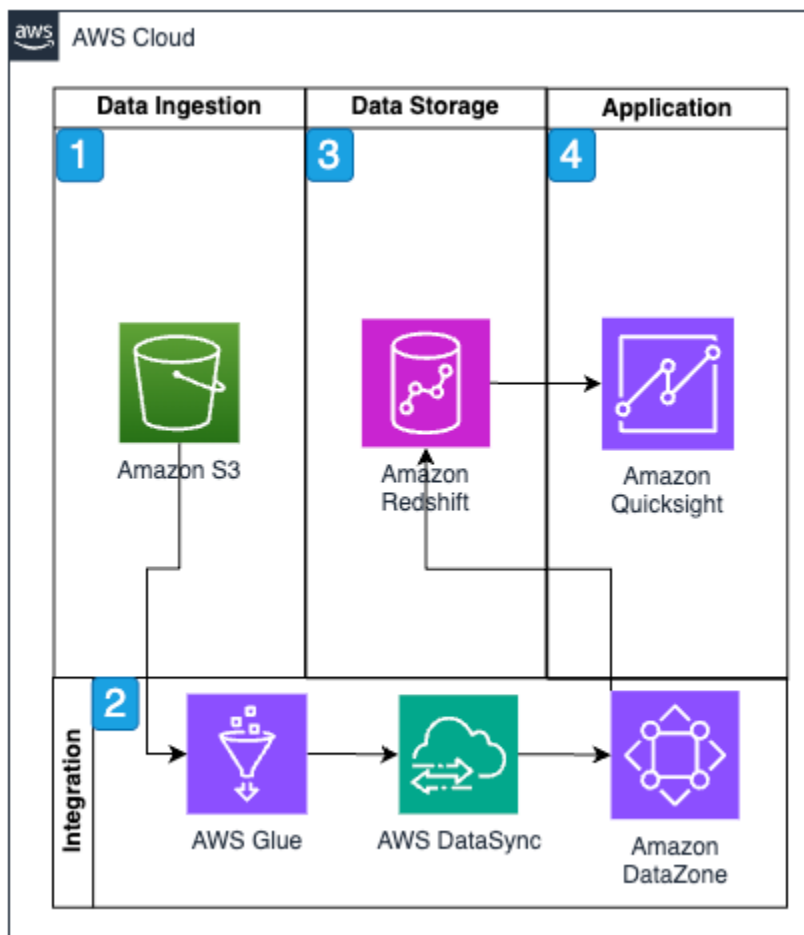 aws
AWS Cloud
Data Ingestion
Data Storage
Application
1
3
4
Amazon S3
Amazon
Redshift
Amazon
Quicksight
2
Integration
AWS Glue
AWS DataSync
Amazon
DataZone